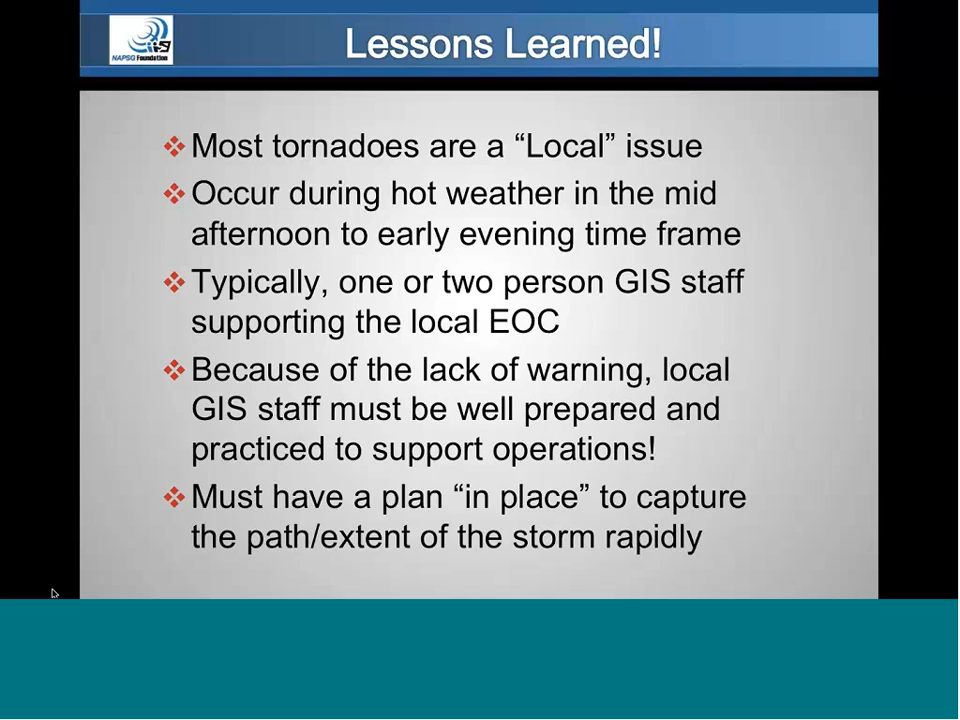 NAPSG Foundation
Lessons Learned!
Most tornadoes are a “Local” issue
Occur during hot weather in the mid
afternoon to early evening time frame
Typically, one or two person GIS staff
supporting the local EOC
Because of the lack of warning, local
GIS staff must be well prepared and
practiced to support operations!
Must have a plan “in place” to capture
the path/extent of the storm rapidly